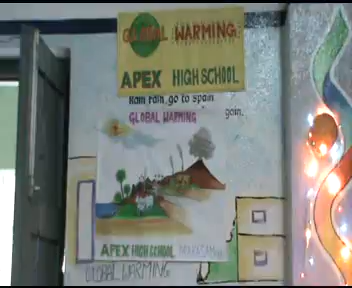 GLOBAL WARMING
APEX HIGH SCHOOL
Rain rain go to spain
GLOBAL WARMING
gain.
APEX HIGH SCHOOL
GLOBAL WARMING